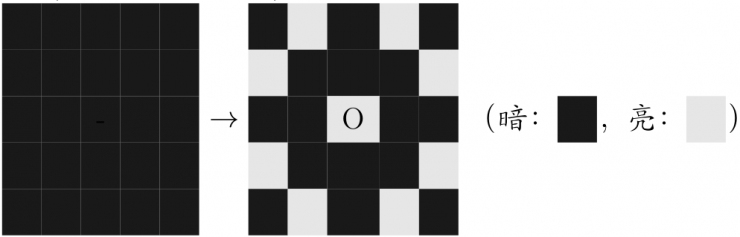 - → O (暗: , 亮: )